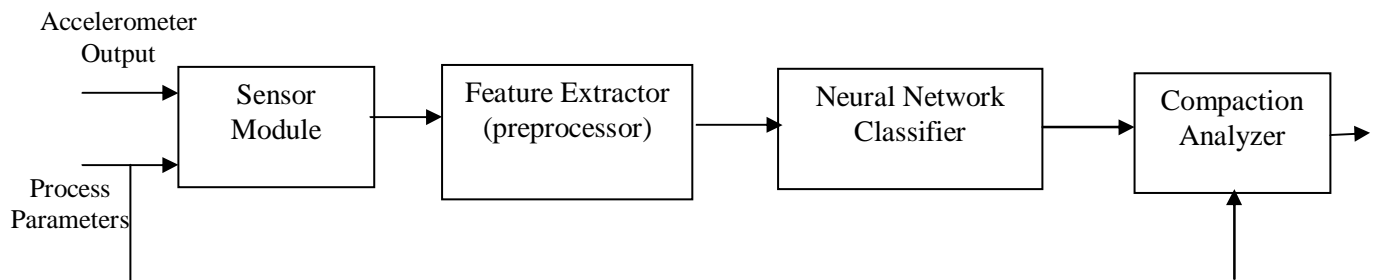 Accelerometer
Output
Sensor
Module
Feature Extractor
(preprocessor)
Neural Network
Classifier
Compaction
Analyzer
Process
Parameters